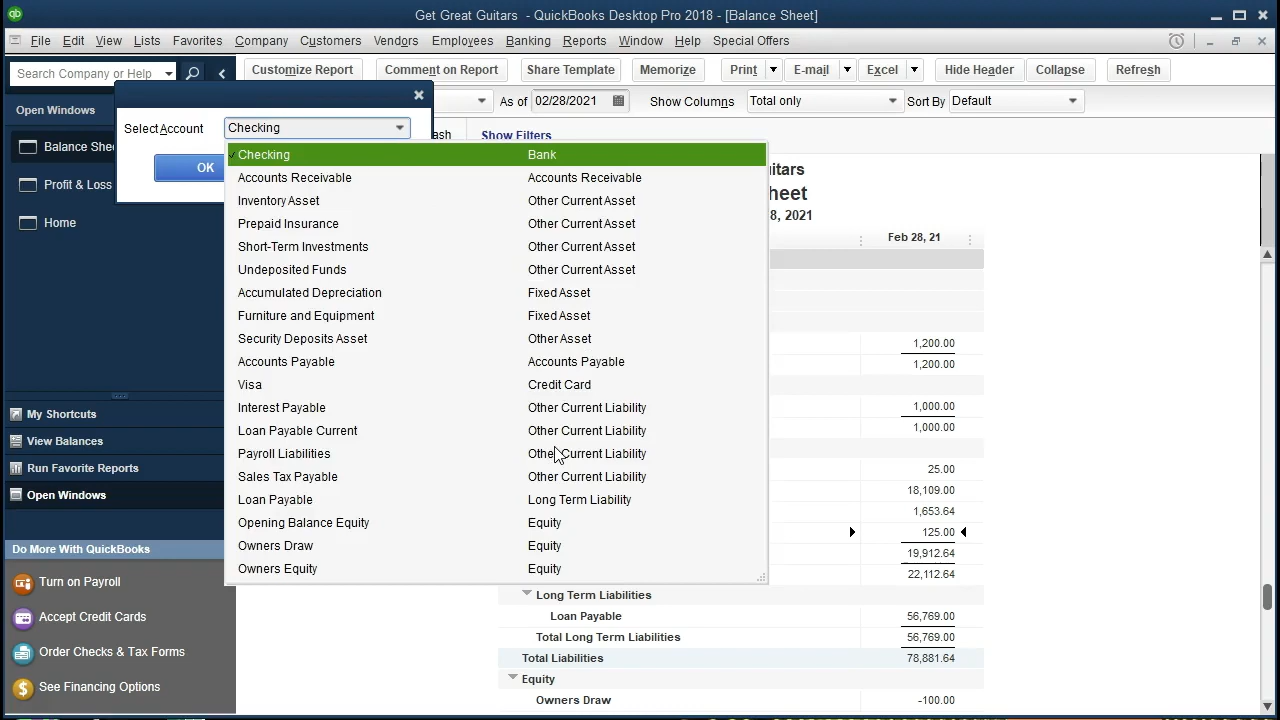 Get Great Guitars - QuickBooks Desktop Pro 2018 - [Balance Sheet]
File Edit View Lists Favorites Company Customers Vendors Employees Banking Reports Window Help Special Offers
Search Company or Help
Customize Report Comment on Report Share Template Memorize Print E-mail Excel Hide Header Collapse Refresh
As of 02/28/2021 Show Columns Total only Sort By Default
Open Windows
Select Account Checking
OK
Show Filters
Balance Shee
Profit & Loss
Home
Checking Bank
Accounts Receivable Accounts Receivable
Inventory Asset Other Current Asset
Prepaid Insurance Other Current Asset
Short-Term Investments Other Current Asset
Undeposited Funds Other Current Asset
Accumulated Depreciation Fixed Asset
Furniture and Equipment Fixed Asset
Security Deposits Asset Other Asset
Accounts Payable Accounts Payable
Visa Credit Card
Interest Payable Other Current Liability
Loan Payable Current Other Current Liability
Payroll Liabilities Other Current Liability
Sales Tax Payable Other Current Liability
Loan Payable Long Term Liability
Opening Balance Equity Equity
Owners Draw Equity
Owners Equity Equity
uitars
heet
8, 2021
Feb 28, 21
1,200.00
1,200.00
1,000.00
1,000.00
25.00
18,109.00
1,653.64
125.00
19,912.64
22,112.64
Long Term Liabilities
Loan Payable 56,769.00
Total Long Term Liabilities 56,769.00
Total Liabilities 78,881.64
Equity
Owners Draw -100.00
My Shortcuts
View Balances
Run Favorite Reports
Open Windows
Do More With QuickBooks
Turn on Payroll
Accept Credit Cards
Order Checks & Tax Forms
See Financing Options